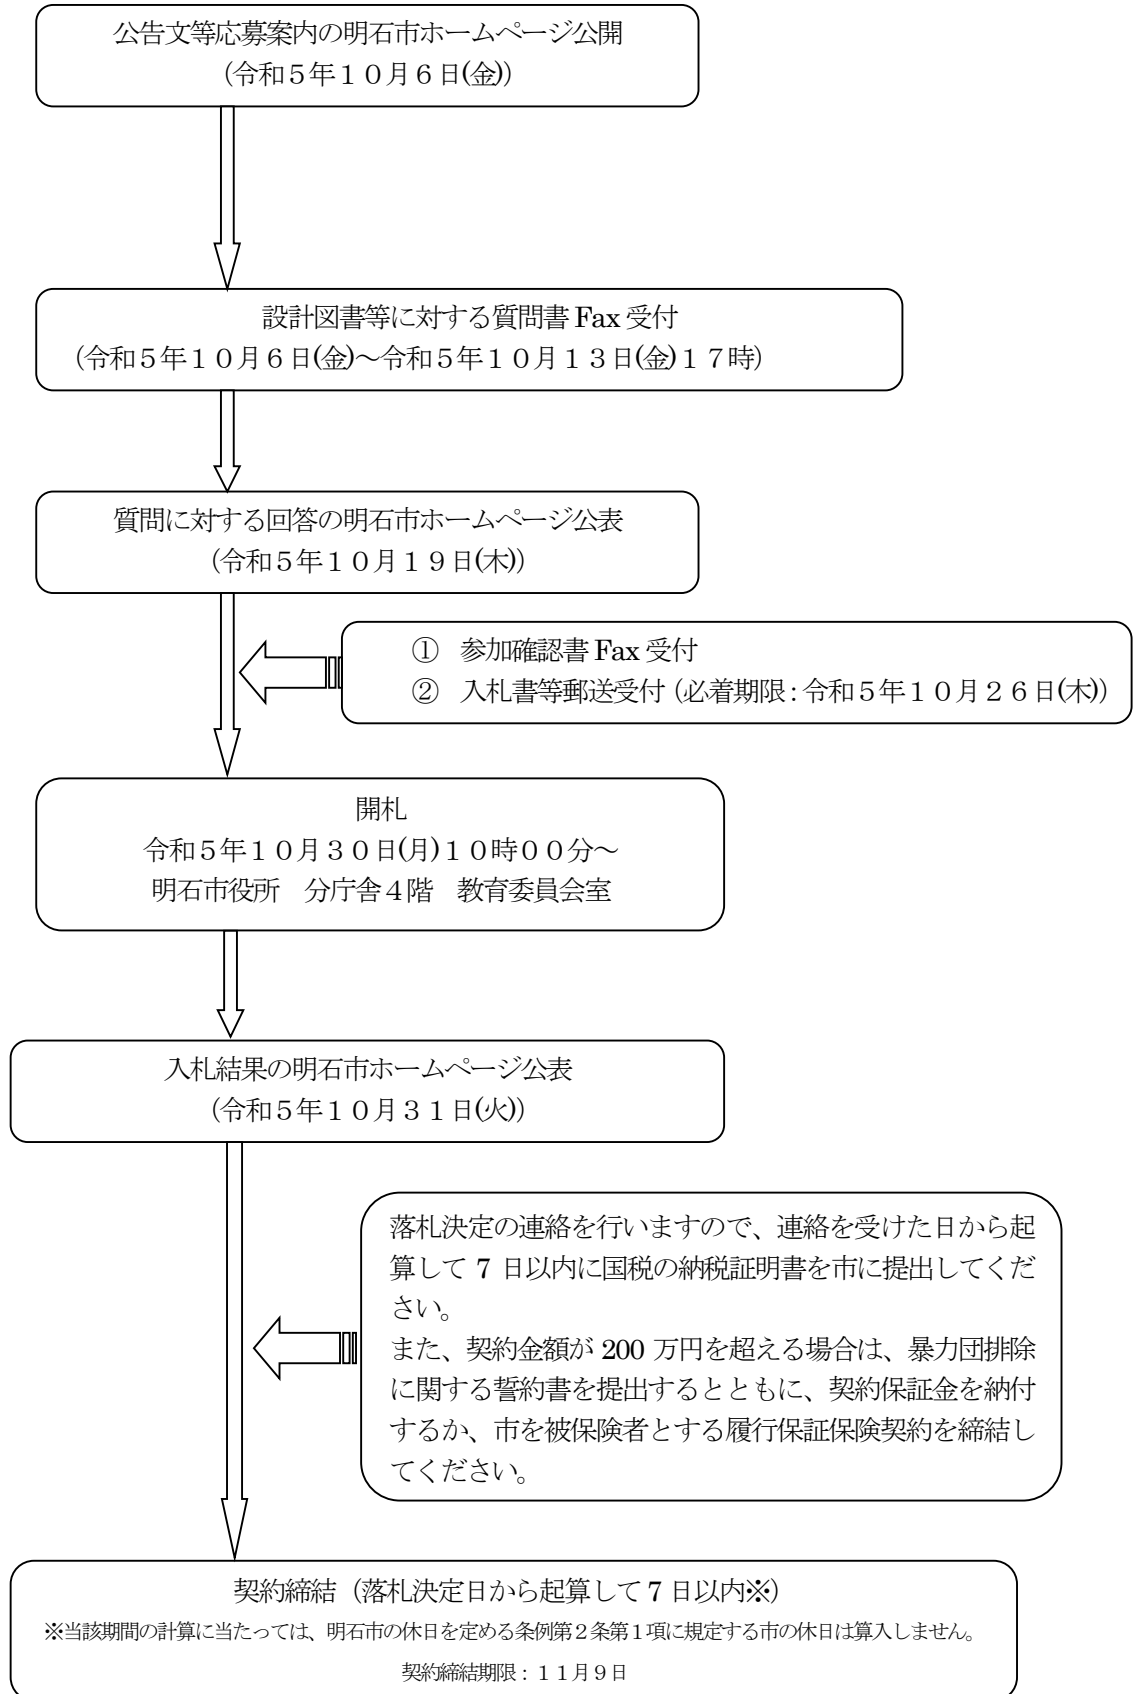 公告文等応募案内の明石市ホームページ公開
（令和５年１０月６日(金)）
設計図書等に対する質問書 Fax 受付
（令和５年１０月６日(金)～令和５年１０月１３日(金)１７時）
質問に対する回答の明石市ホームページ公表
（令和５年１０月１９日(木)）
①　参加確認書 Fax 受付
②　入札書等郵送受付（必着期限：令和５年１０月２６日(木)）
開札
令和５年１０月３０日(月)１０時００分～
明石市役所　分庁舎４階　教育委員会室
入札結果の明石市ホームページ公表
（令和５年１０月３１日(火)）
落札決定の連絡を行いますので、連絡を受けた日から起
算して 7 日以内に国税の納税証明書を市に提出してくだ
さい。
また、契約金額が 200 万円を超える場合は、暴力団排除
に関する誓約書を提出するとともに、契約保証金を納付
するか、市を被保険者とする履行保証保険契約を締結し
てください。
契約締結（落札決定日から起算して 7 日以内※）
※当該期間の計算に当たっては、明石市の休日を定める条例第２条第１項に規定する市の休日は算入しません。
契約締結期限：１１月９日